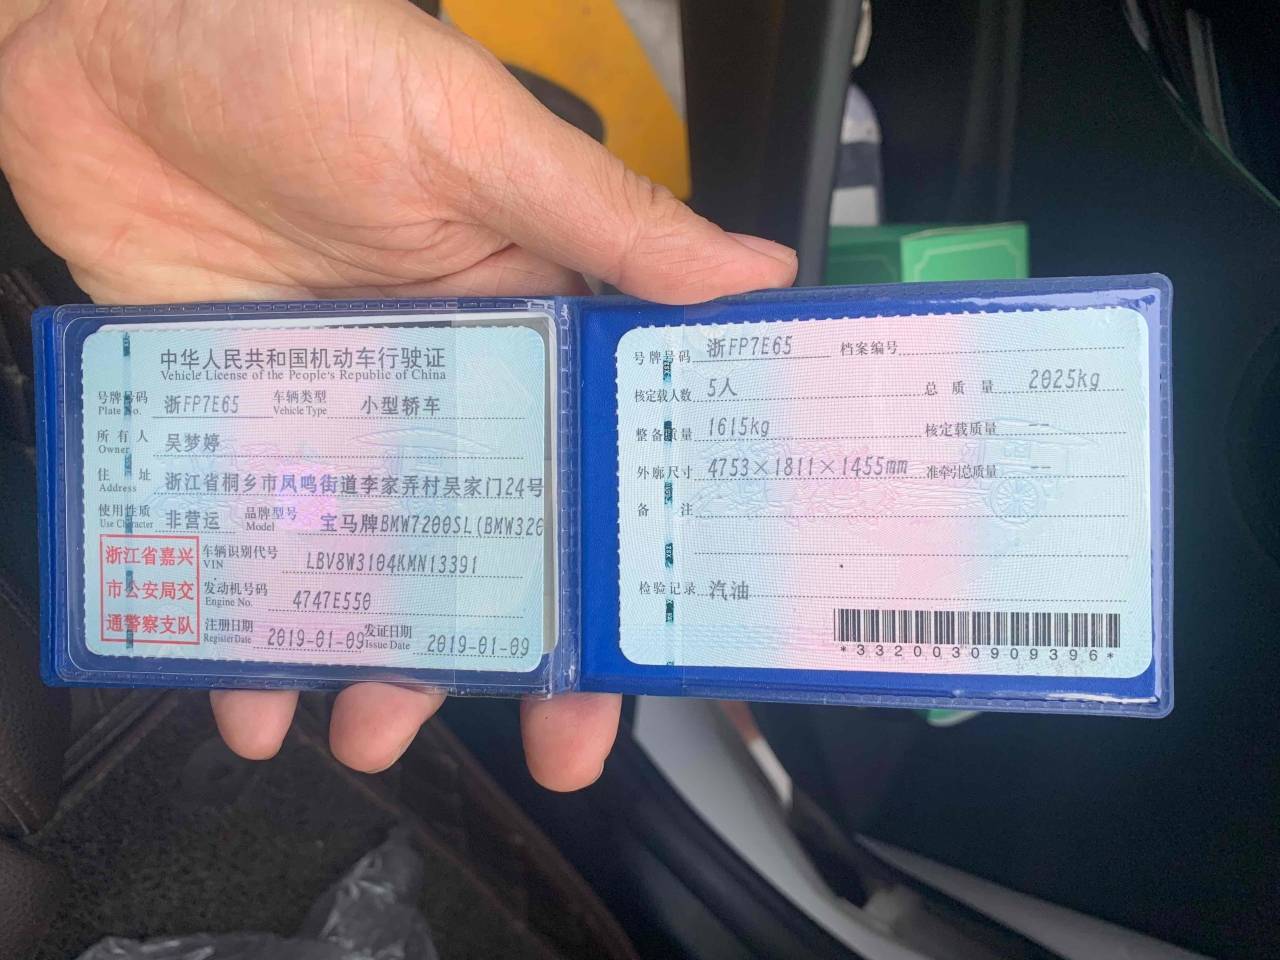 中华人民共和国机动车行驶证
Vehicle License of the People's Republic of China
号牌号码 浙FP7E65 车辆类型 小型轿车
Plate No. Vehicle Type
所有人 吴梦婷
Owner
住址 浙江省桐乡市凤鸣街道李家弄村吴家门24号
Address
使用性质 非营运 品牌型号 宝马牌BMW7200SL(BMW320
Use Character Model
浙江省嘉兴
市公安局交
通警察支队
车辆识别代号 LBV8W3104KMN13391
VIN
发动机号码 4747E550
Engine No.
注册日期 2019-01-09 发证日期 2019-01-09
Register Date Issue Date
号牌号码 浙FP7E65 档案编号
核定载人数 5人 总质量 2025kg
整备质量 1615kg 核定载质量 --
外廓尺寸 4753×1811×1455mm 准牵引总质量 --
备注
检验记录 汽油
*3320030909396*